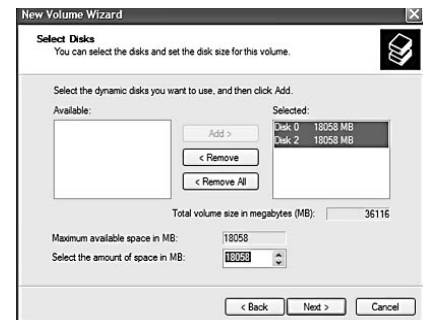 New Volume Wizard
Select Disks
You can select the disks and set the disk size for this volume.
Select the dynamic disks you want to use, and then click Add.
Available:
Selected:
Add >
Disk 0 18058 MB
Disk 2 18058 MB
< Remove
< Remove All
Total volume size in megabytes (MB): 36116
Maximum available space in MB: 18058
Select the amount of space in MB: 18058
< Back Next > Cancel